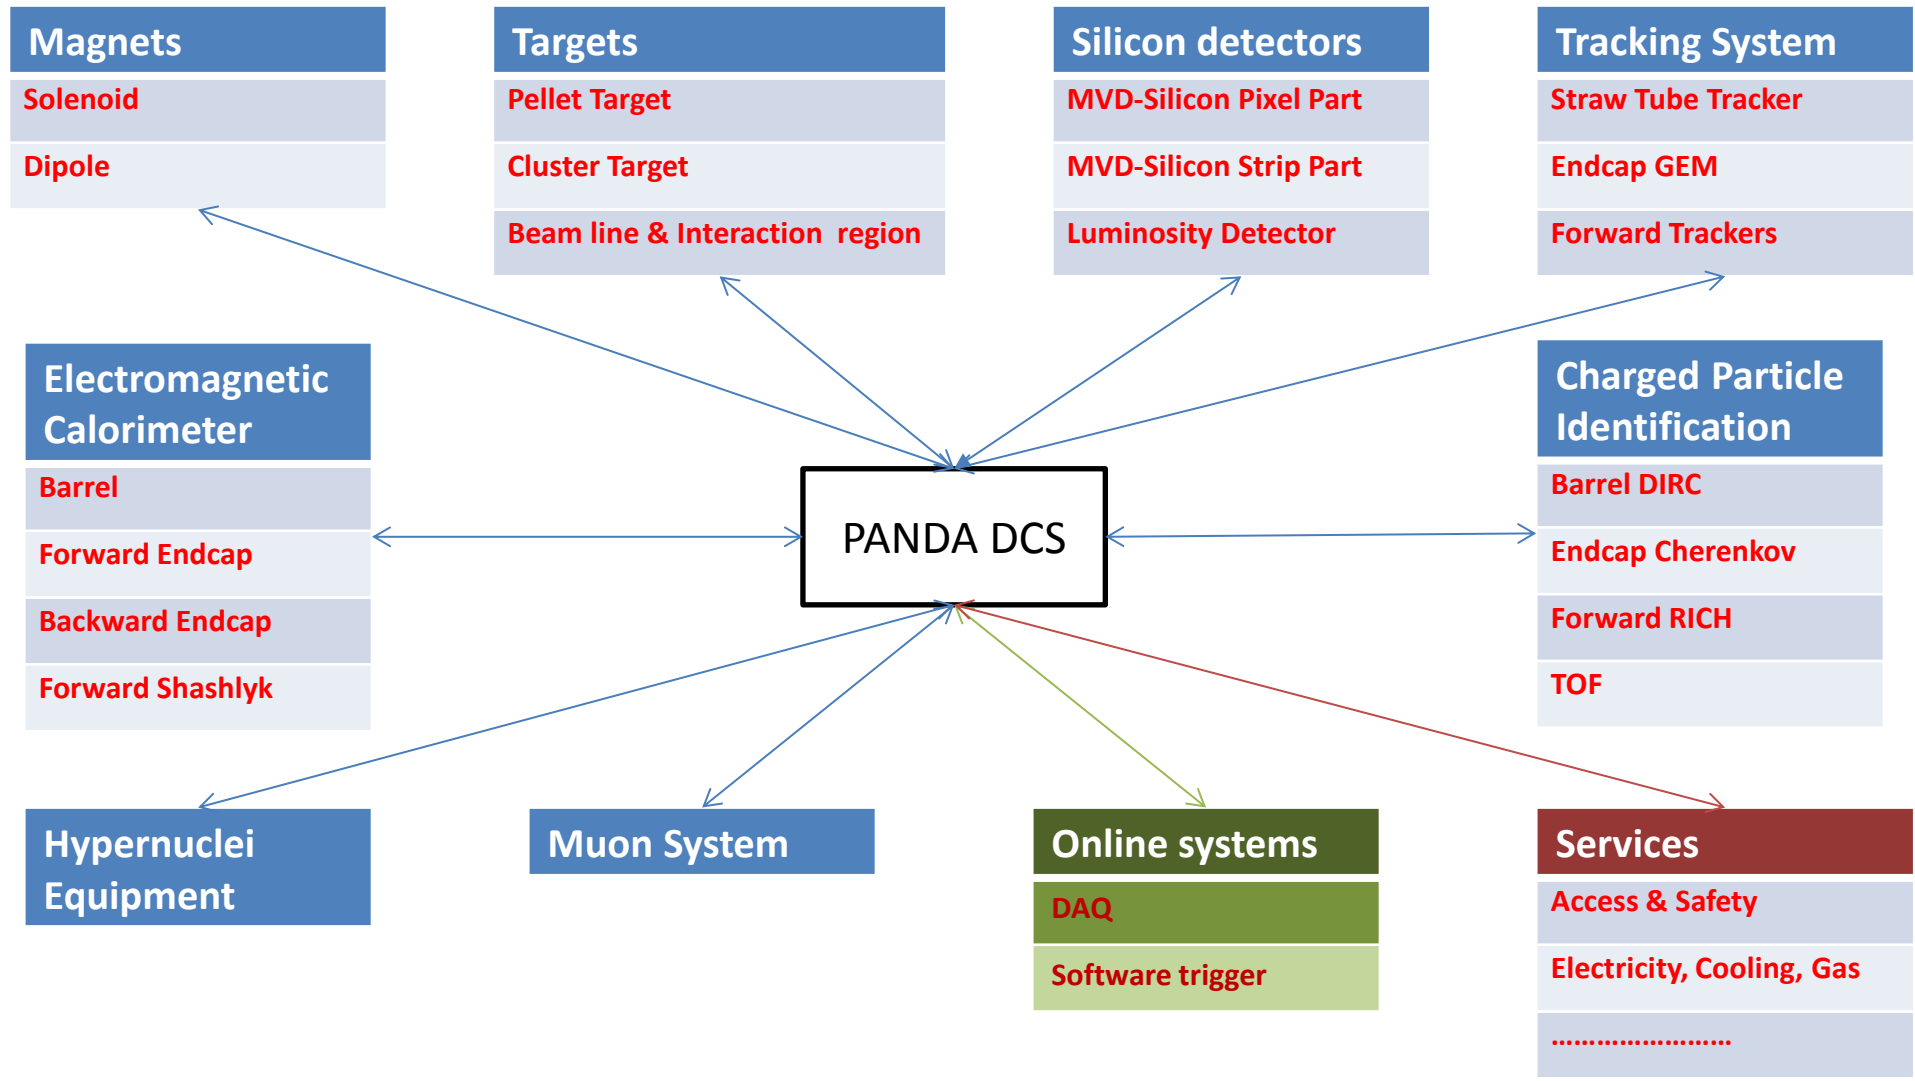 Magnets
Solenoid
Dipole
Targets
Pellet Target
Cluster Target
Beam line & Interaction  region
Silicon detectors
MVD-Silicon Pixel Part
MVD-Silicon Strip Part
Luminosity Detector
Tracking System
Straw Tube Tracker
Endcap GEM
Forward Trackers
Electromagnetic
Calorimeter
Barrel
Forward Endcap
Backward Endcap
Forward Shashlyk
PANDA DCS
Charged Particle
Identification
Barrel DIRC
Endcap Cherenkov
Forward RICH
TOF
Hypernuclei
Equipment
Muon System
Online systems
DAQ
Software trigger
Services
Access & Safety
Electricity, Cooling, Gas
……………………